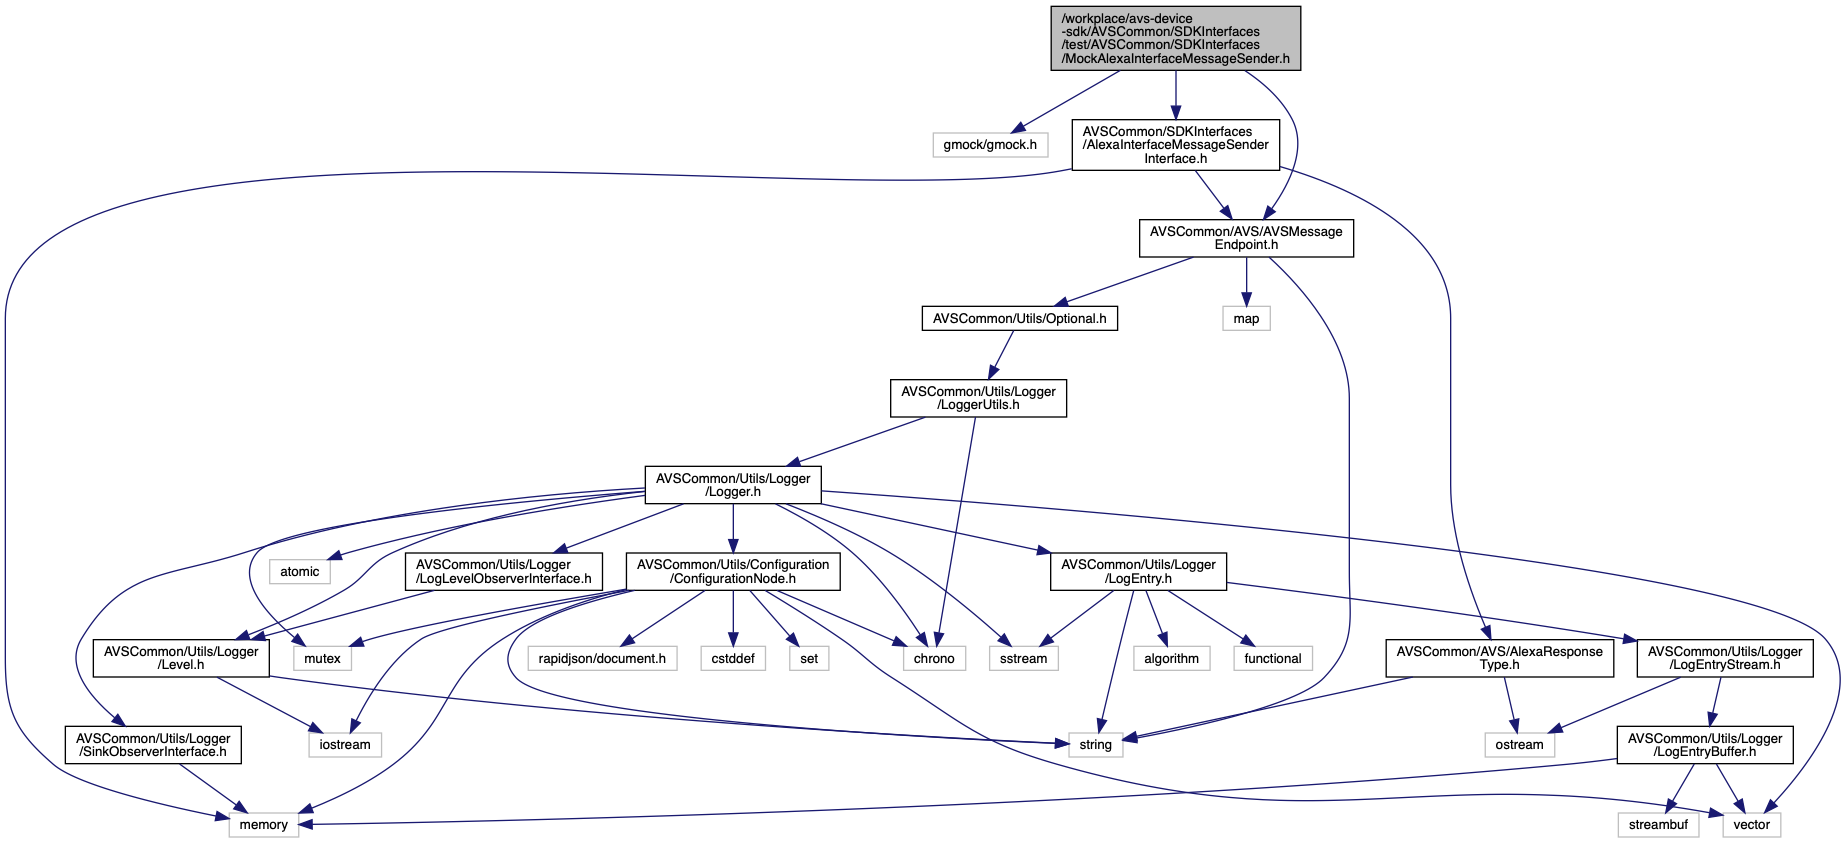 /workplace/avs-device
-sdk/AVSCommon/SDKInterfaces
/test/AVSCommon/SDKInterfaces
/MockAlexaInterfaceMessageSender.h
gmock/gmock.h
AVSCommon/SDKInterfaces
/AlexaInterfaceMessageSender
Interface.h
AVSCommon/AVS/AVSMessage
Endpoint.h
AVSCommon/Utils/Optional.h
map
AVSCommon/Utils/Logger
/LoggerUtils.h
AVSCommon/Utils/Logger
/Logger.h
atomic
AVSCommon/Utils/Logger
/LogLevelObserverInterface.h
AVSCommon/Utils/Configuration
/ConfigurationNode.h
AVSCommon/Utils/Logger
/LogEntry.h
AVSCommon/Utils/Logger
/Level.h
mutex
rapidjson/document.h
cstddef
set
chrono
sstream
algorithm
functional
AVSCommon/AVS/AlexaResponse
Type.h
AVSCommon/Utils/Logger
/LogEntryStream.h
AVSCommon/Utils/Logger
/SinkObserverInterface.h
iostream
string
ostream
AVSCommon/Utils/Logger
/LogEntryBuffer.h
memory
streambuf
vector